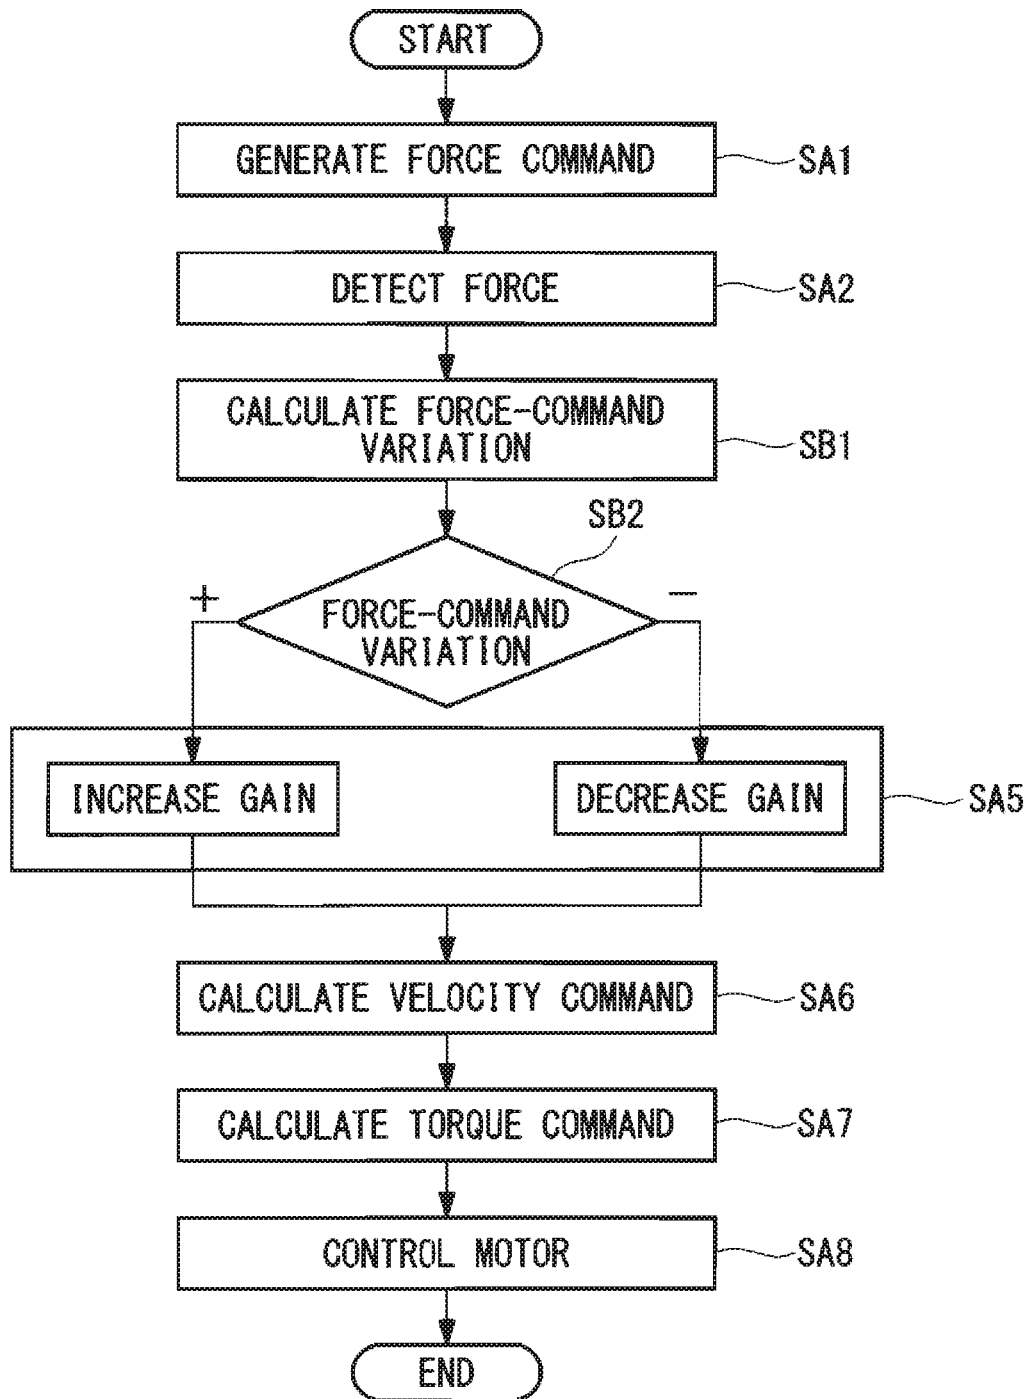 START
GENERATE FORCE COMMAND
SA1
DETECT FORCE
SA2
CALCULATE FORCE-COMMAND
VARIATION
SB1
SB2
+
−
FORCE-COMMAND
VARIATION
INCREASE GAIN
DECREASE GAIN
SA5
CALCULATE VELOCITY COMMAND
SA6
CALCULATE TORQUE COMMAND
SA7
CONTROL MOTOR
SA8
END